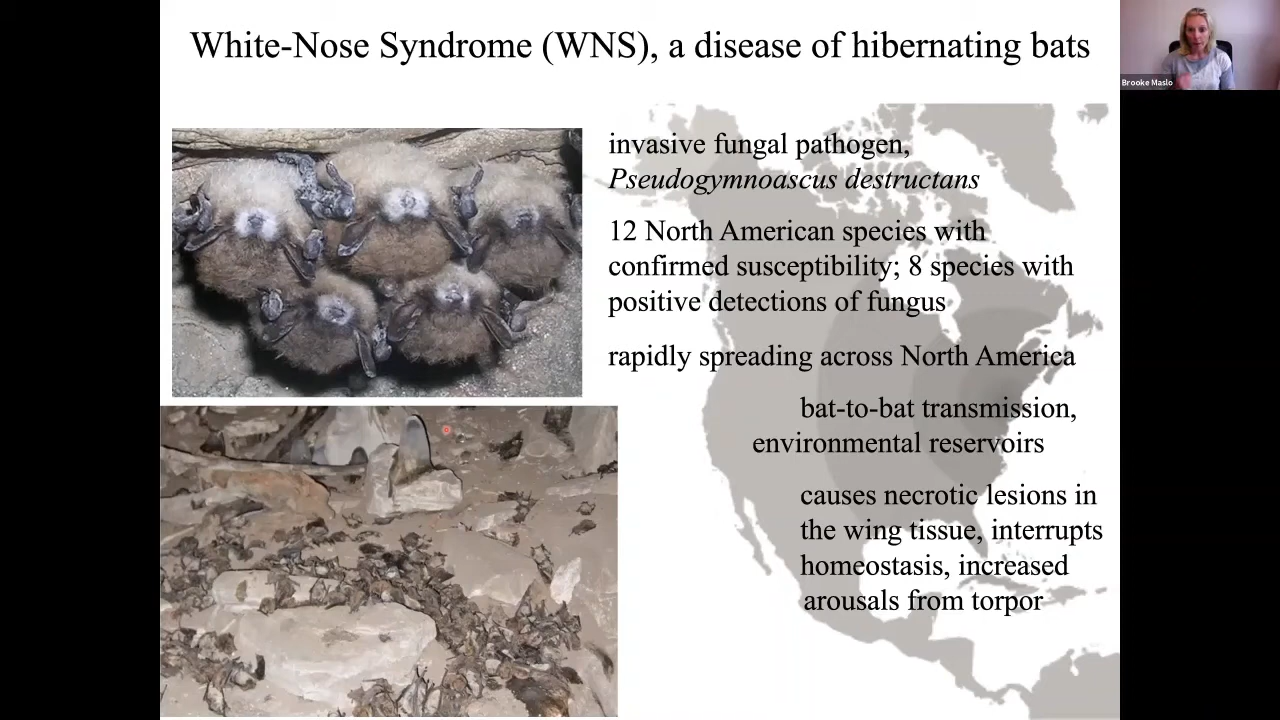 White-Nose Syndrome (WNS), a disease of hibernating bats
Brooke Maslo
invasive fungal pathogen,
Pseudogymnoascus destructans
12 North American species with
confirmed susceptibility; 8 species with
positive detections of fungus
rapidly spreading across North America
bat-to-bat transmission,
environmental reservoirs
causes necrotic lesions in
the wing tissue, interrupts
homeostasis, increased
arousals from torpor